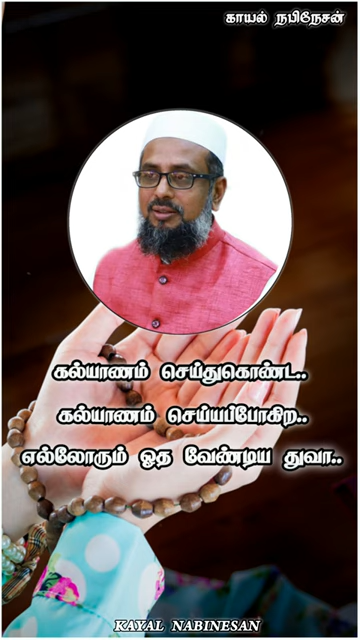 காயல் நபிநேசன்
கல்யாணம் செய்துகொண்ட..
கல்யாணம் செய்யப்போகிற..
எல்லோரும் ஓத வேண்டிய துவா..
KAYAL NABINESAN